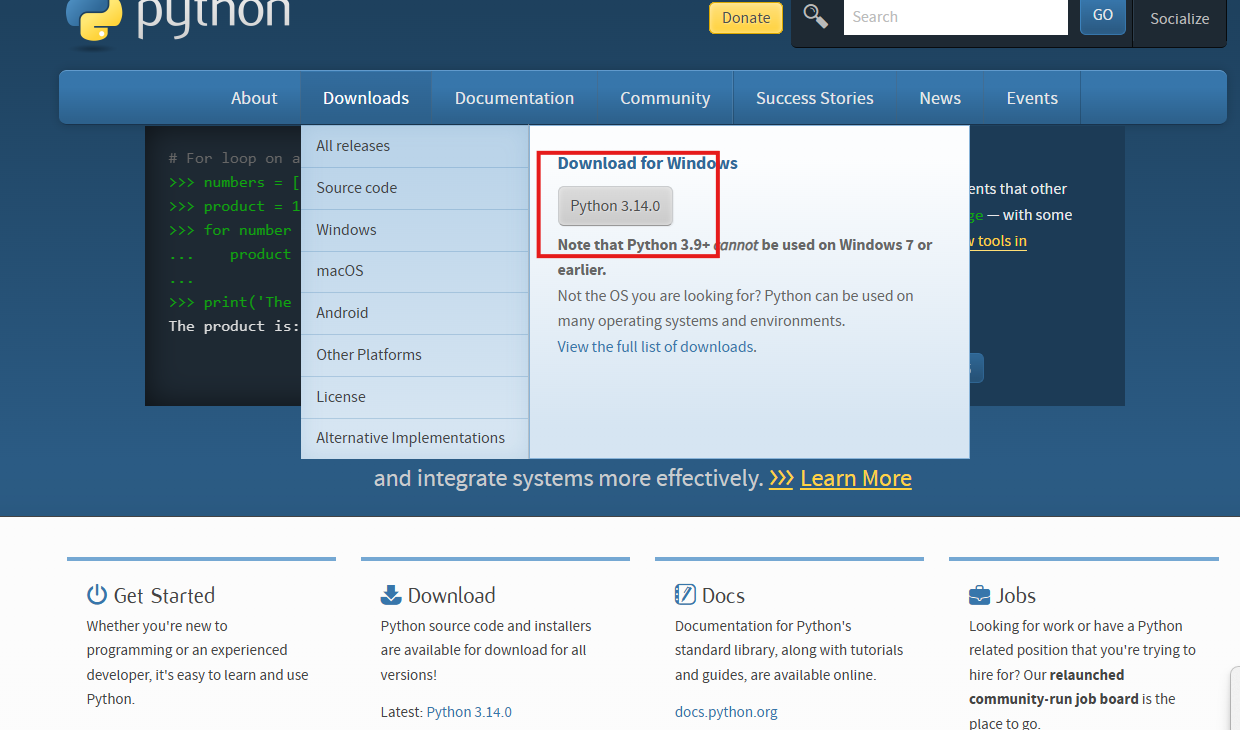 python
Donate
Search
GO
Socialize
About
Downloads
Documentation
Community
Success Stories
News
Events
All releases
Source code
Windows
macOS
Android
Other Platforms
License
Alternative Implementations
Download for Windows
Python 3.14.0
Note that Python 3.9+ cannot be used on Windows 7 or
earlier.
Not the OS you are looking for? Python can be used on
many operating systems and environments.
View the full list of downloads.
# For loop on a
>>> numbers = [
>>> product = 1
>>> for number
... product
...
>>> print('The
The product is:
that other
— with some
tools in
and integrate systems more effectively. >>> Learn More
Get Started
Whether you're new to
programming or an experienced
developer, it's easy to learn and use
Python.
Download
Python source code and installers
are available for download for all
versions!
Latest: Python 3.14.0
Docs
Documentation for Python's
standard library, along with tutorials
and guides, are available online.
docs.python.org
Jobs
Looking for work or have a Python
related position that you're trying to
hire for? Our relaunched
community-run job board is the
place to go.